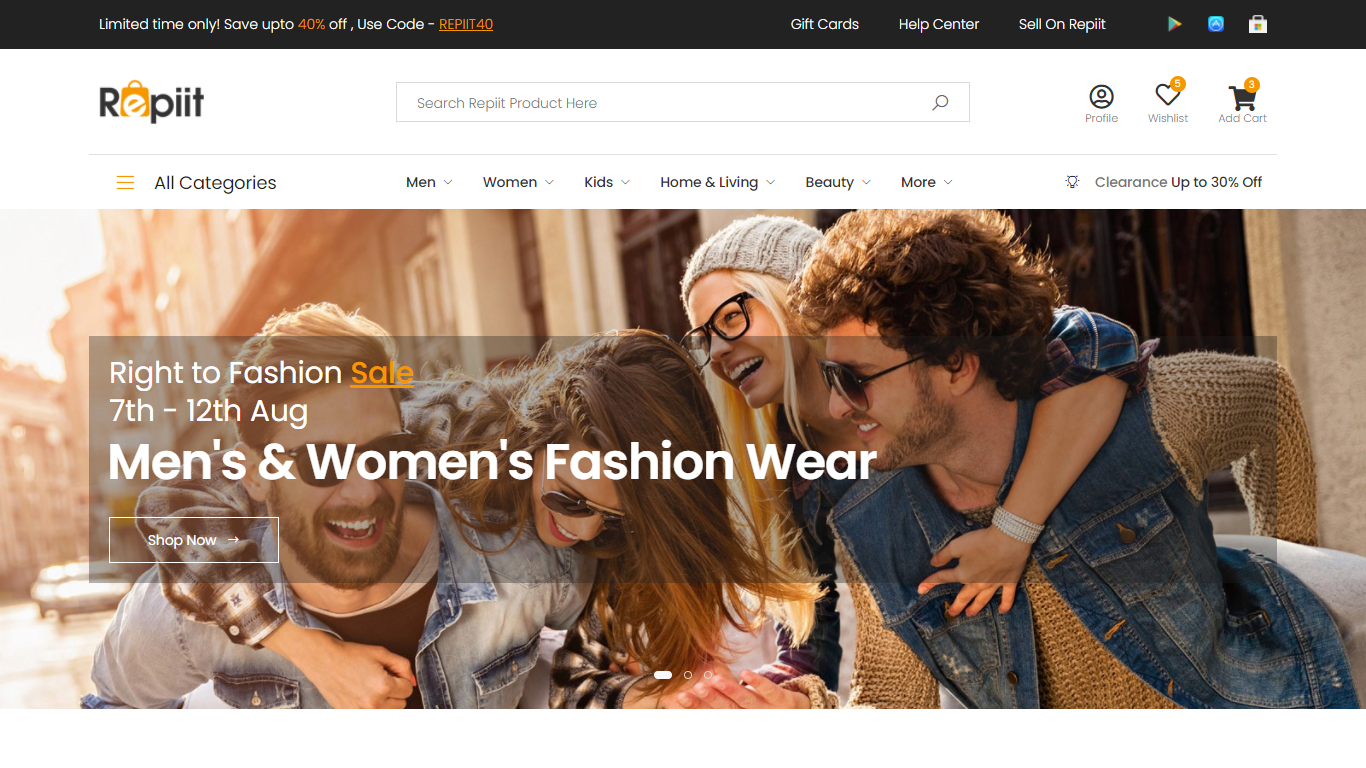 Limited time only! Save upto 40% off , Use Code - REPIIT40
Gift Cards
Help Center
Sell On Repiit
Repiit
Search Repiit Product Here
Profile
5
Wishlist
3
Add Cart
All Categories
Men
Women
Kids
Home & Living
Beauty
More
Clearance Up to 30% Off
Right to Fashion Sale
7th - 12th Aug
Men's & Women's Fashion Wear
Shop Now →